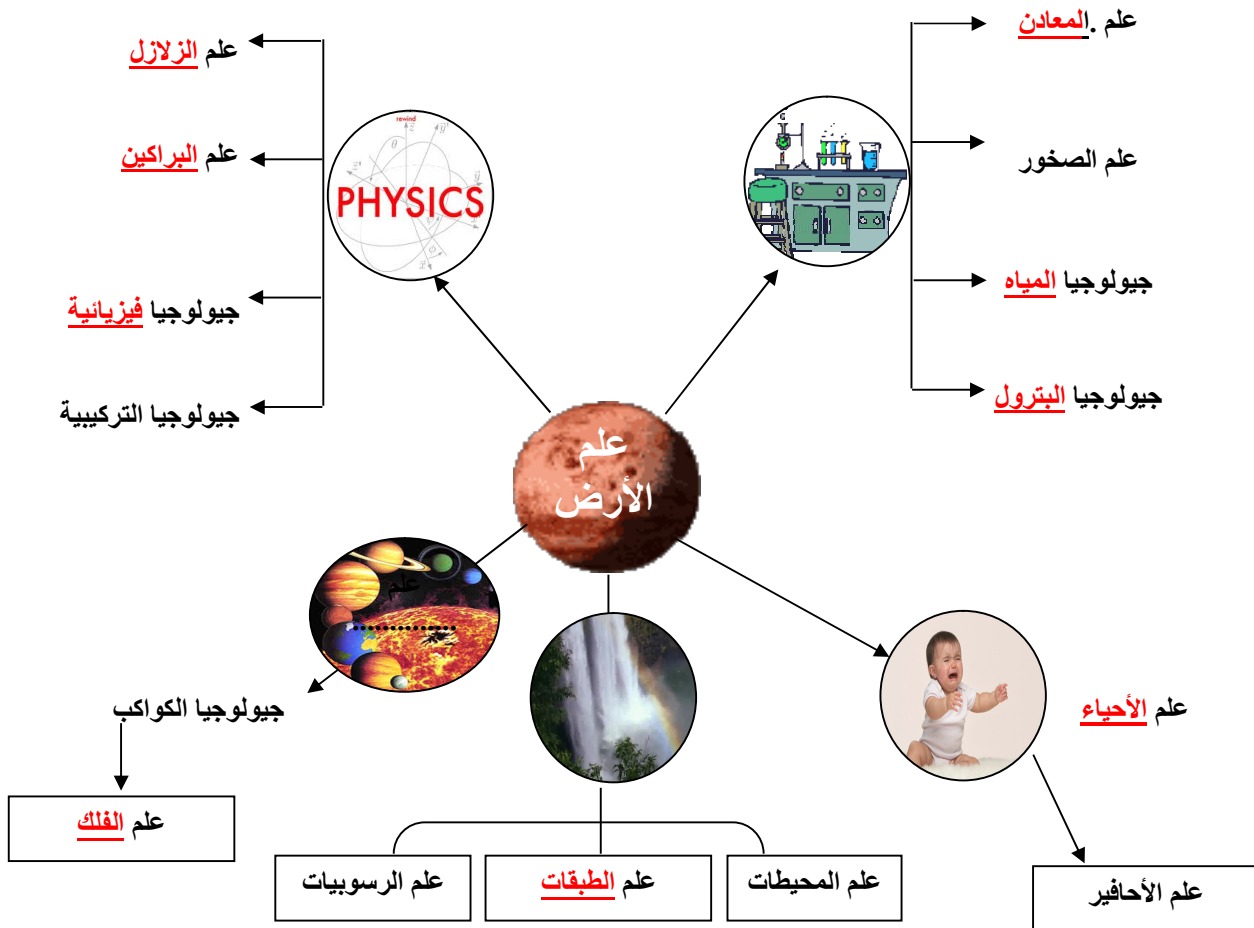 علم .المعادن
علم الصخور
جيولوجيا المياه
جيولوجيا البترول
علم الزلازل
علم البراكين
جيولوجيا فيزيائية
جيولوجيا التركيبية
rewind
PHYSICS
علم
الأرض
علم
..............
جيولوجيا الكواكب
علم الفلك
علم الأحياء
علم الأحافير
علم المحيطات
علم الطبقات
علم الرسوبيات